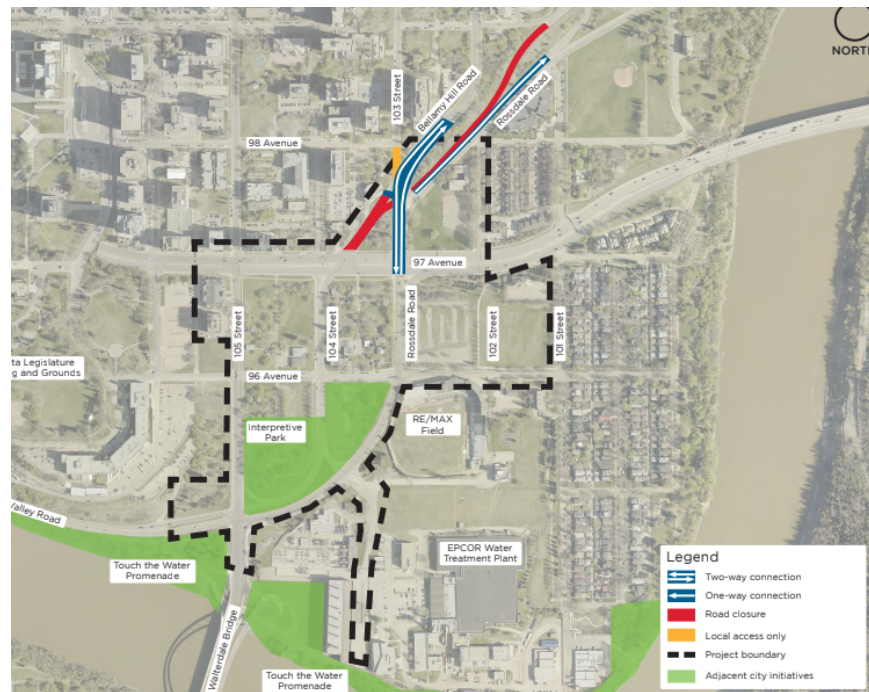 NORTH
103 Street
Bellamy Hill Road
Rossdale Road
98 Avenue
97 Avenue
105 Street
104 Street
Rossdale Road
102 Street
101 Street
ta Legislature
g and Grounds
96 Avenue
Interpretive
Park
RE/MAX
Field
Valley Road
Touch the Water
Promenade
EPCOR Water
Treatment Plant
Walterdale Bridge
Touch the Water
Promenade
Legend
Two-way connection
One-way connection
Road closure
Local access only
Project boundary
Adjacent city initiatives